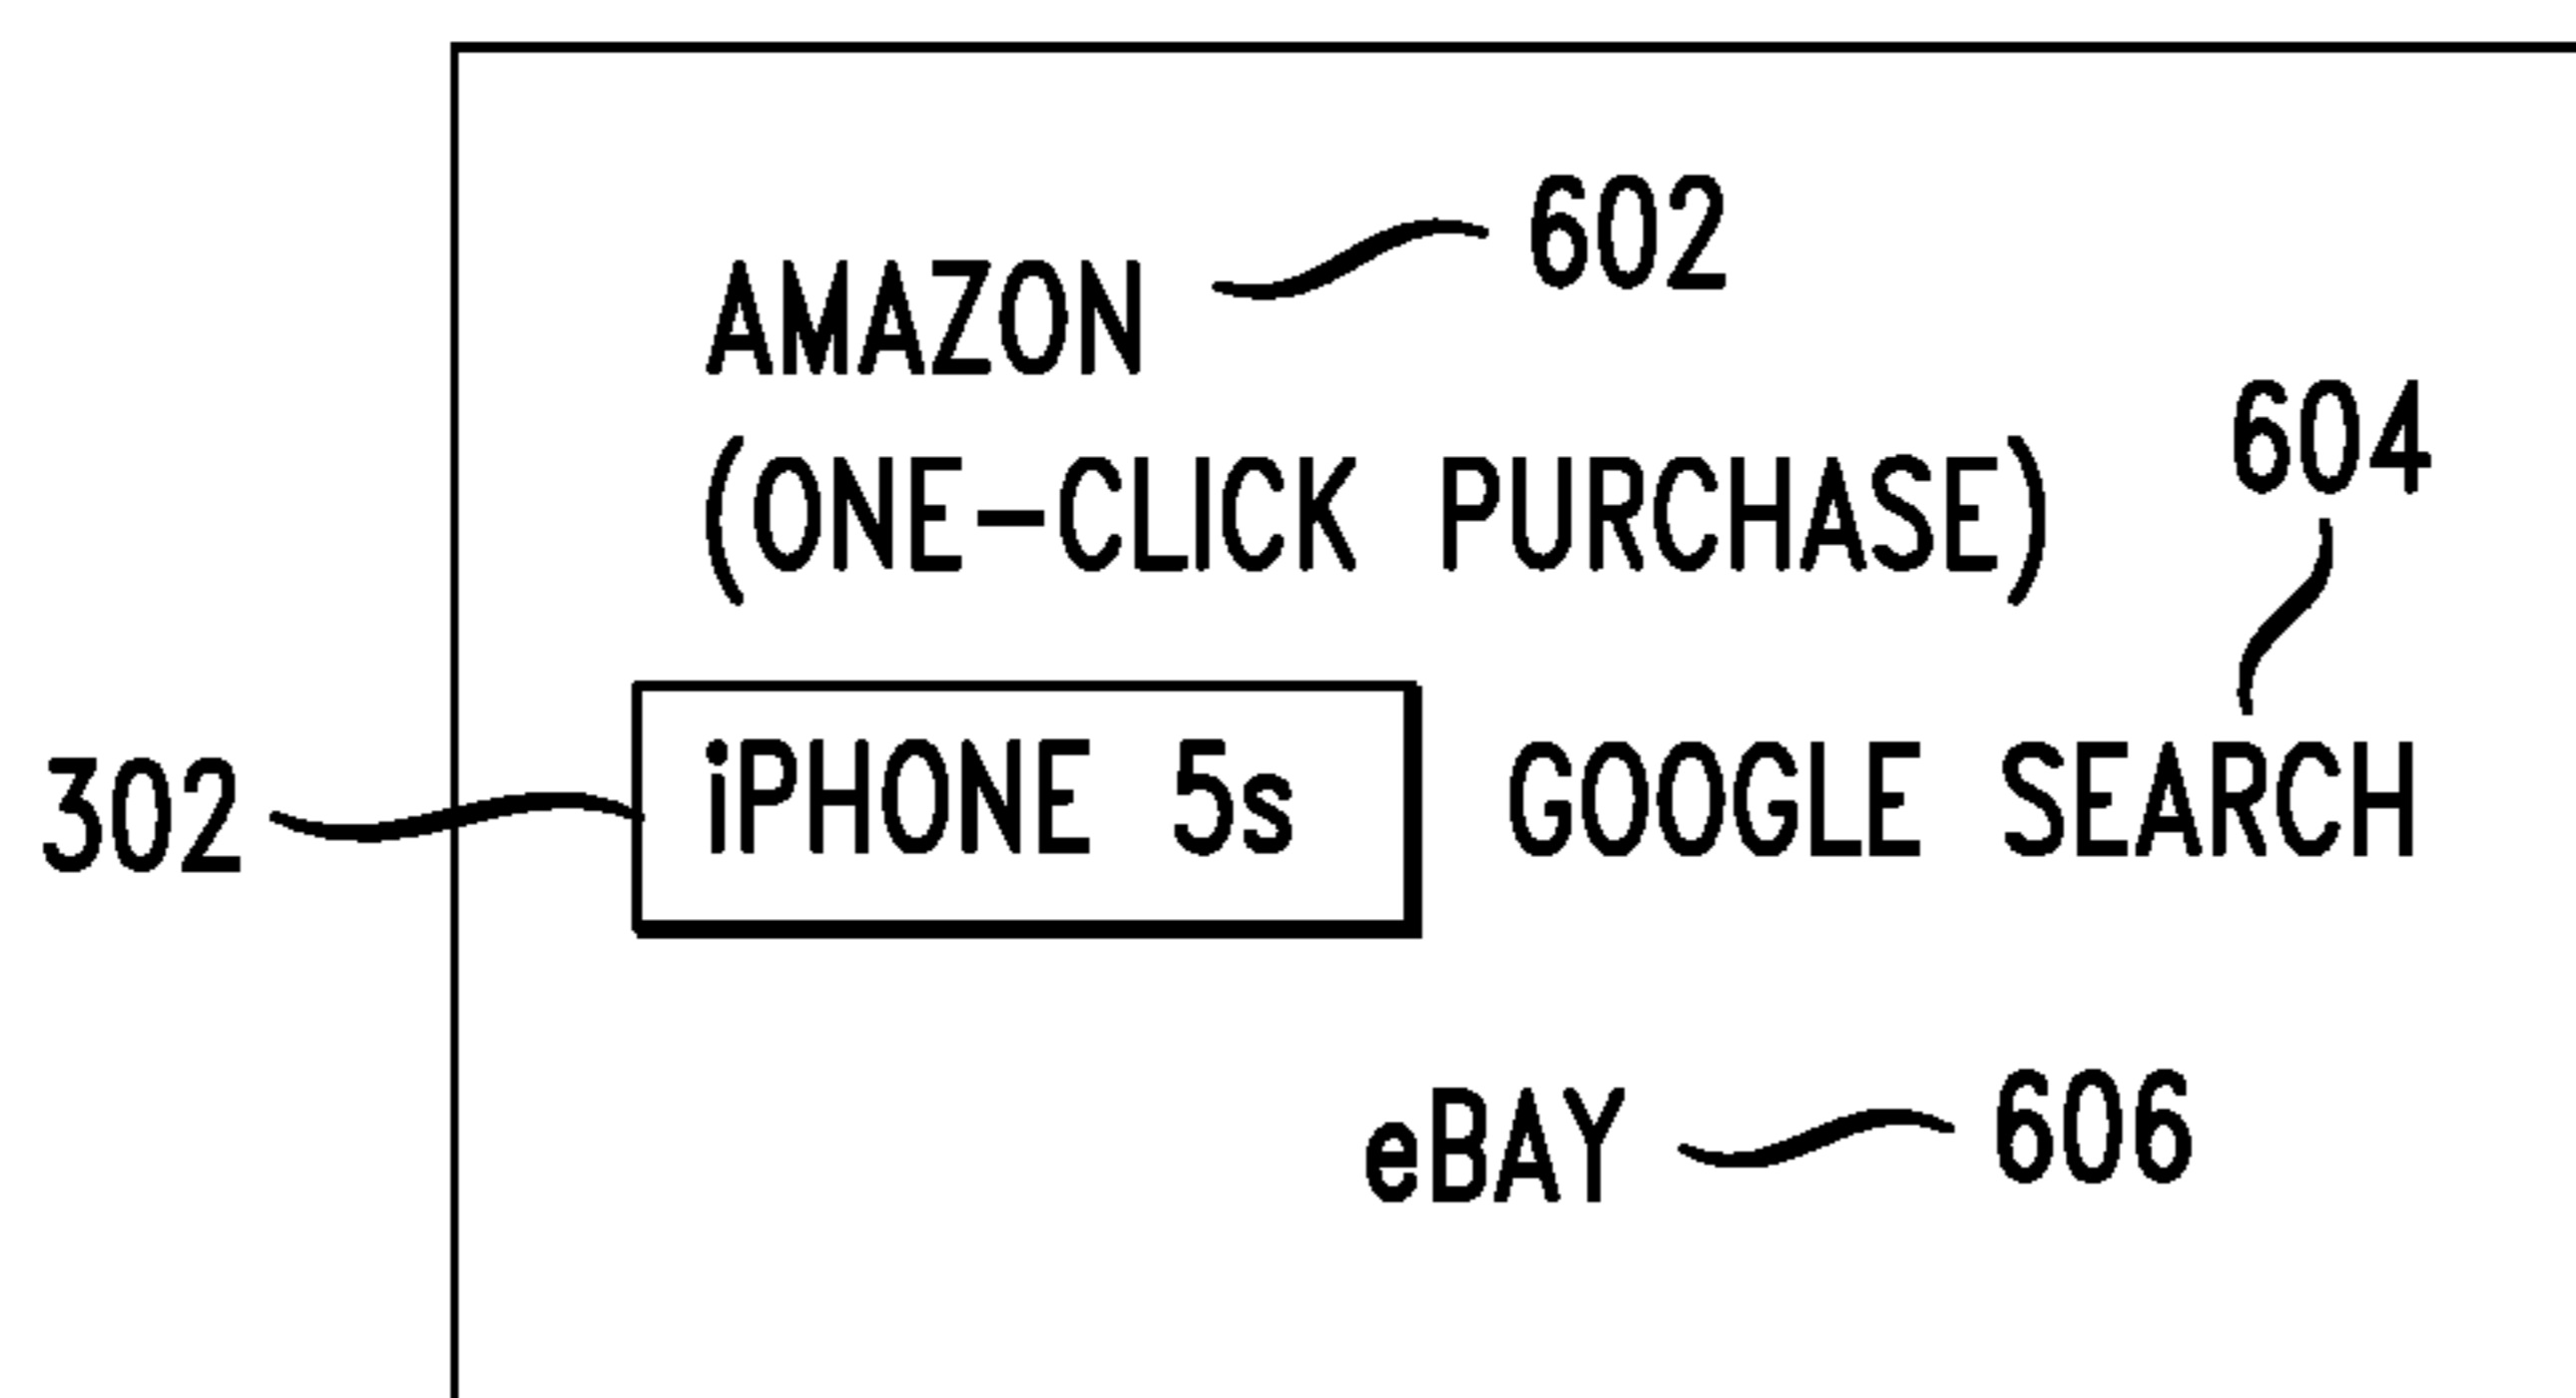 602
AMAZON
604
(ONE-CLICK PURCHASE)
302
iPHONE 5s
GOOGLE SEARCH
eBAY
606